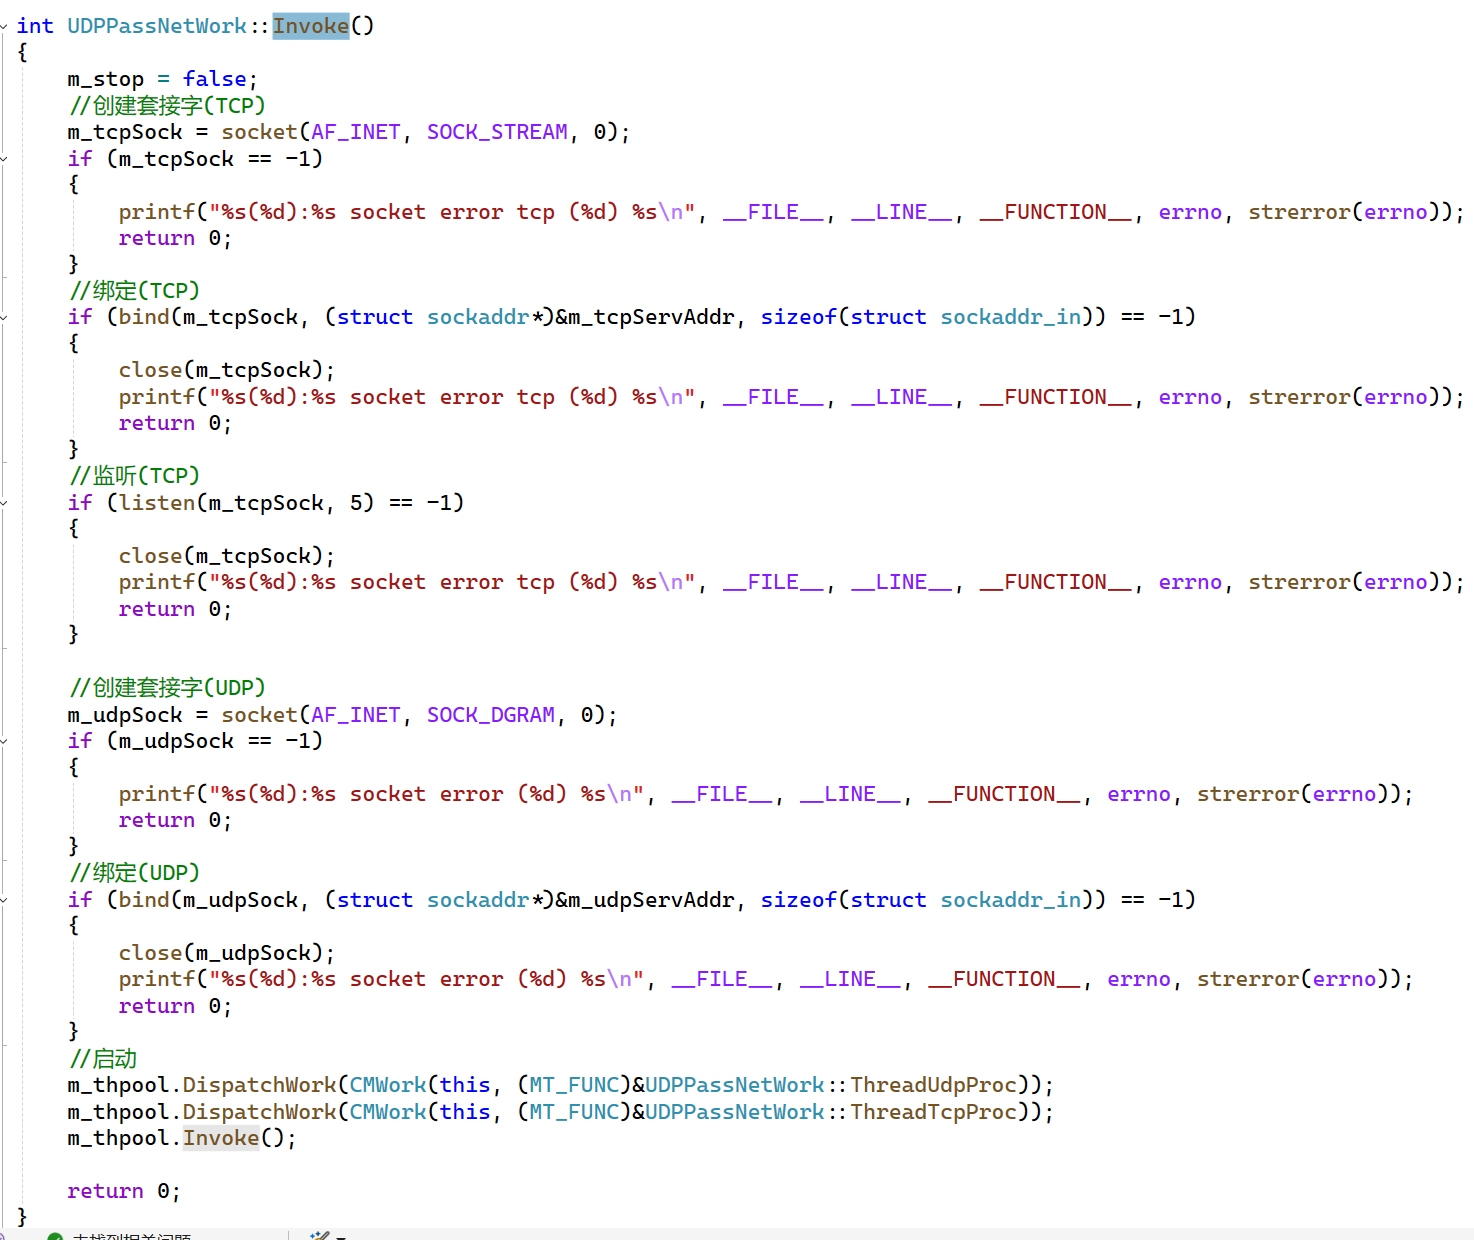 int UDPPassNetWork::Invoke()
{
    m_stop = false;
    //创建套接字(TCP)
    m_tcpSock = socket(AF_INET, SOCK_STREAM, 0);
    if (m_tcpSock == -1)
    {
        printf("%s(%d):%s socket error tcp (%d) %s\n", __FILE__, __LINE__, __FUNCTION__, errno, strerror(errno));
        return 0;
    }
    //绑定(TCP)
    if (bind(m_tcpSock, (struct sockaddr*)&m_tcpServAddr, sizeof(struct sockaddr_in)) == -1)
    {
        close(m_tcpSock);
        printf("%s(%d):%s socket error tcp (%d) %s\n", __FILE__, __LINE__, __FUNCTION__, errno, strerror(errno));
        return 0;
    }
    //监听(TCP)
    if (listen(m_tcpSock, 5) == -1)
    {
        close(m_tcpSock);
        printf("%s(%d):%s socket error tcp (%d) %s\n", __FILE__, __LINE__, __FUNCTION__, errno, strerror(errno));
        return 0;
    }

    //创建套接字(UDP)
    m_udpSock = socket(AF_INET, SOCK_DGRAM, 0);
    if (m_udpSock == -1)
    {
        printf("%s(%d):%s socket error (%d) %s\n", __FILE__, __LINE__, __FUNCTION__, errno, strerror(errno));
        return 0;
    }
    //绑定(UDP)
    if (bind(m_udpSock, (struct sockaddr*)&m_udpServAddr, sizeof(struct sockaddr_in)) == -1)
    {
        close(m_udpSock);
        printf("%s(%d):%s socket error (%d) %s\n", __FILE__, __LINE__, __FUNCTION__, errno, strerror(errno));
        return 0;
    }
    //启动
    m_thpool.DispatchWork(CMWork(this, (MT_FUNC)&UDPPassNetWork::ThreadUdpProc));
    m_thpool.DispatchWork(CMWork(this, (MT_FUNC)&UDPPassNetWork::ThreadTcpProc));
    m_thpool.Invoke();

    return 0;
}
未找到相关问题